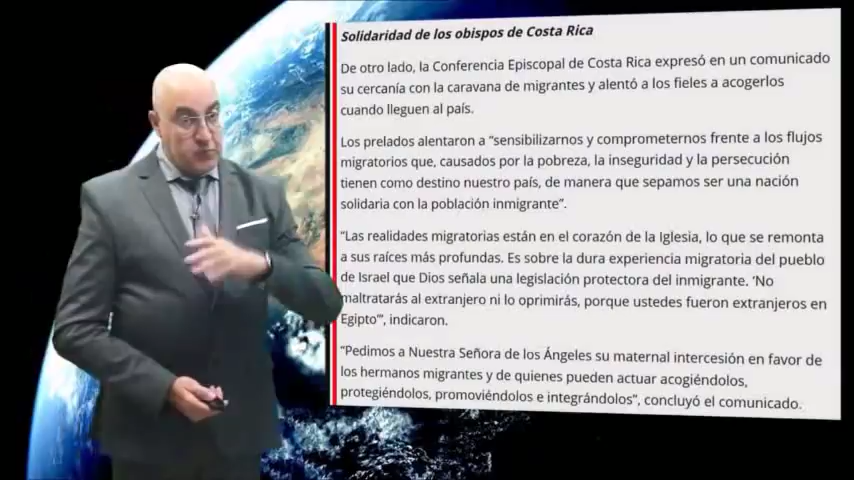 Solidaridad de los obispos de Costa Rica
De otro lado, la Conferencia Episcopal de Costa Rica expresó en un comunicado
su cercanía con la caravana de migrantes y alentó a los fieles a acogerlos
cuando lleguen al país.
Los prelados alentaron a “sensibilizarnos y comprometernos frente a los flujos
migratorios que, causados por la pobreza, la inseguridad y la persecución
tienen como destino nuestro país, de manera que sepamos ser una nación
solidaria con la población inmigrante”.
“Las realidades migratorias están en el corazón de la Iglesia, lo que se remonta
a sus raíces más profundas. Es sobre la dura experiencia migratoria del pueblo
de Israel que Dios señala una legislación protectora del inmigrante. ‘No
maltratarás al extranjero ni lo oprimirás, porque ustedes fueron extranjeros en
Egipto’”, indicaron.
“Pedimos a Nuestra Señora de los Ángeles su maternal intercesión en favor de
los hermanos migrantes y de quienes pueden actuar acogiéndolos,
protegiéndolos, promoviéndolos e integrándolos”, concluyó el comunicado.